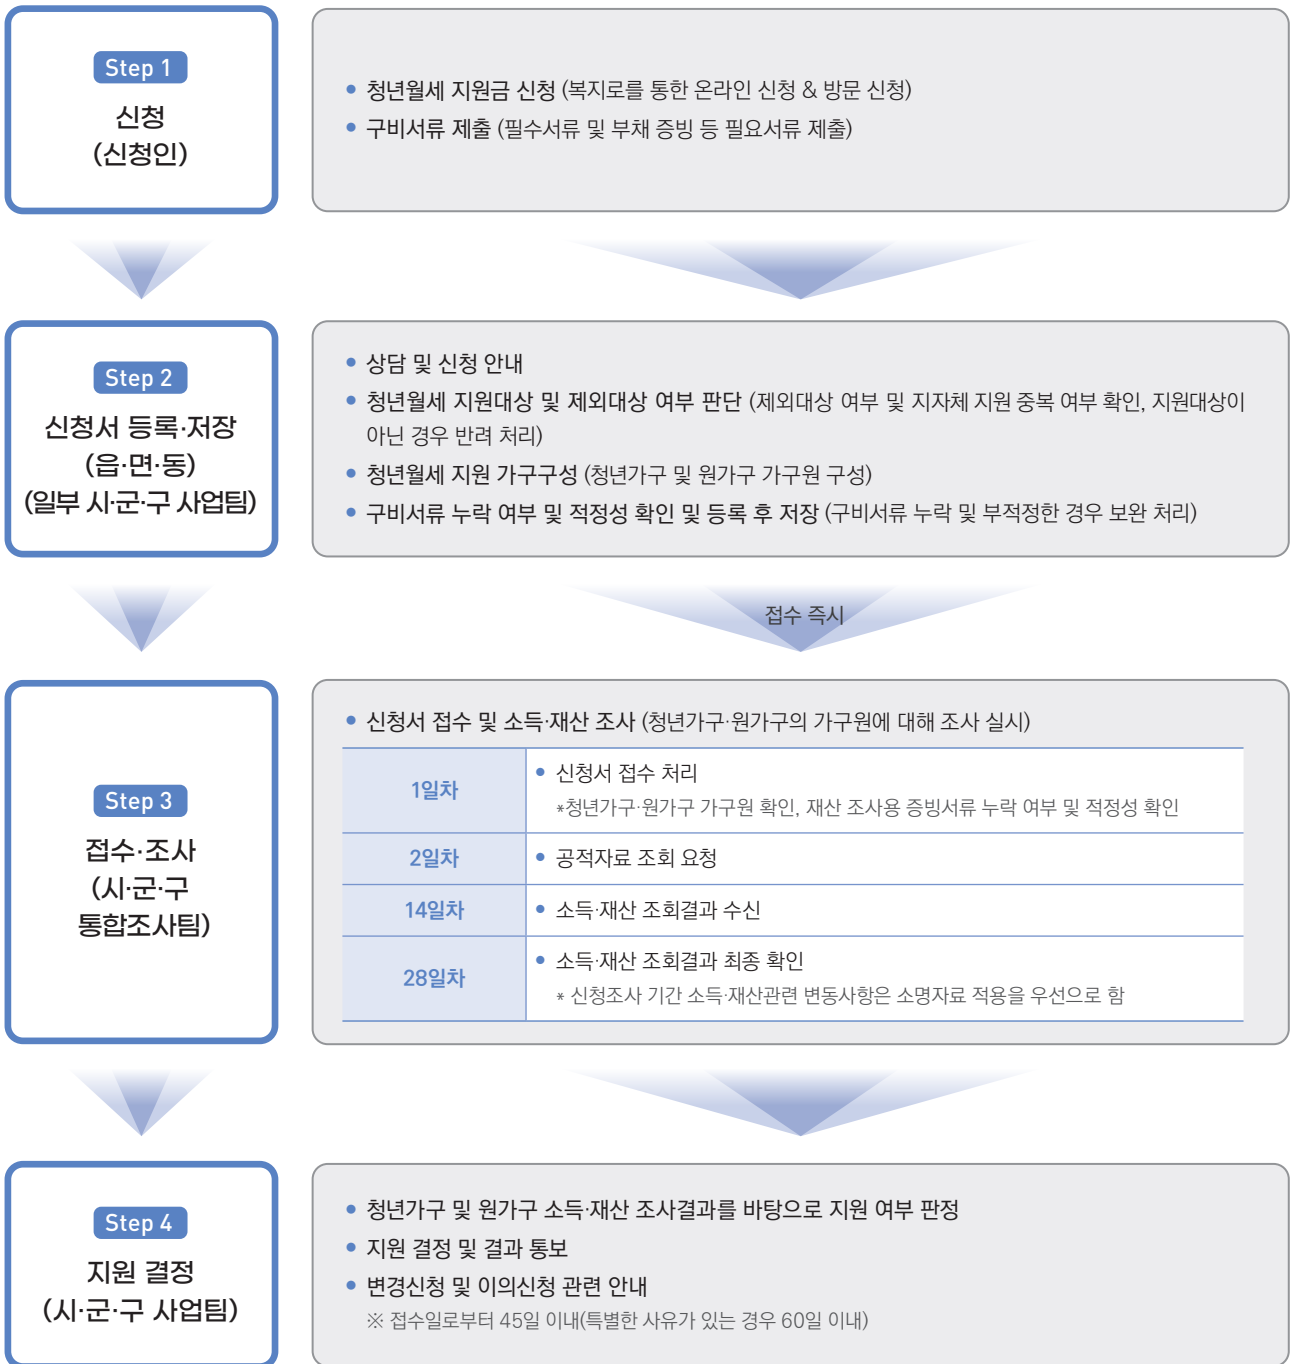 Step 1
신청
(신청인)
• 청년월세 지원금 신청 (복지로를 통한 온라인 신청 & 방문 신청)
• 구비서류 제출 (필수서류 및 부채 증빙 등 필요서류 제출)
Step 2
신청서 등록·저장
(읍·면·동)
(일부 시·군·구 사업팀)
• 상담 및 신청 안내
• 청년월세 지원대상 및 제외대상 여부 판단 (제외대상 여부 및 지자체 지원 중복 여부 확인, 지원대상이
아닌 경우 반려 처리)
• 청년월세 지원 가구구성 (청년가구 및 원가구 가구원 구성)
• 구비서류 누락 여부 및 적정성 확인 및 등록 후 저장 (구비서류 누락 및 부적정한 경우 보완 처리)
접수 즉시
Step 3
접수·조사
(시·군·구
통합조사팀)
• 신청서 접수 및 소득·재산 조사 (청년가구·원가구의 가구원에 대해 조사 실시)
1일차
• 신청서 접수 처리
*청년가구·원가구 가구원 확인, 재산 조사용 증빙서류 누락 여부 및 적정성 확인
2일차
• 공적자료 조회 요청
14일차
• 소득·재산 조회결과 수신
28일차
• 소득·재산 조회결과 최종 확인
* 신청조사 기간 소득·재산관련 변동사항은 소명자료 적용을 우선으로 함
Step 4
지원 결정
(시·군·구 사업팀)
• 청년가구 및 원가구 소득·재산 조사결과를 바탕으로 지원 여부 판정
• 지원 결정 및 결과 통보
• 변경신청 및 이의신청 관련 안내
※ 접수일로부터 45일 이내(특별한 사유가 있는 경우 60일 이내)